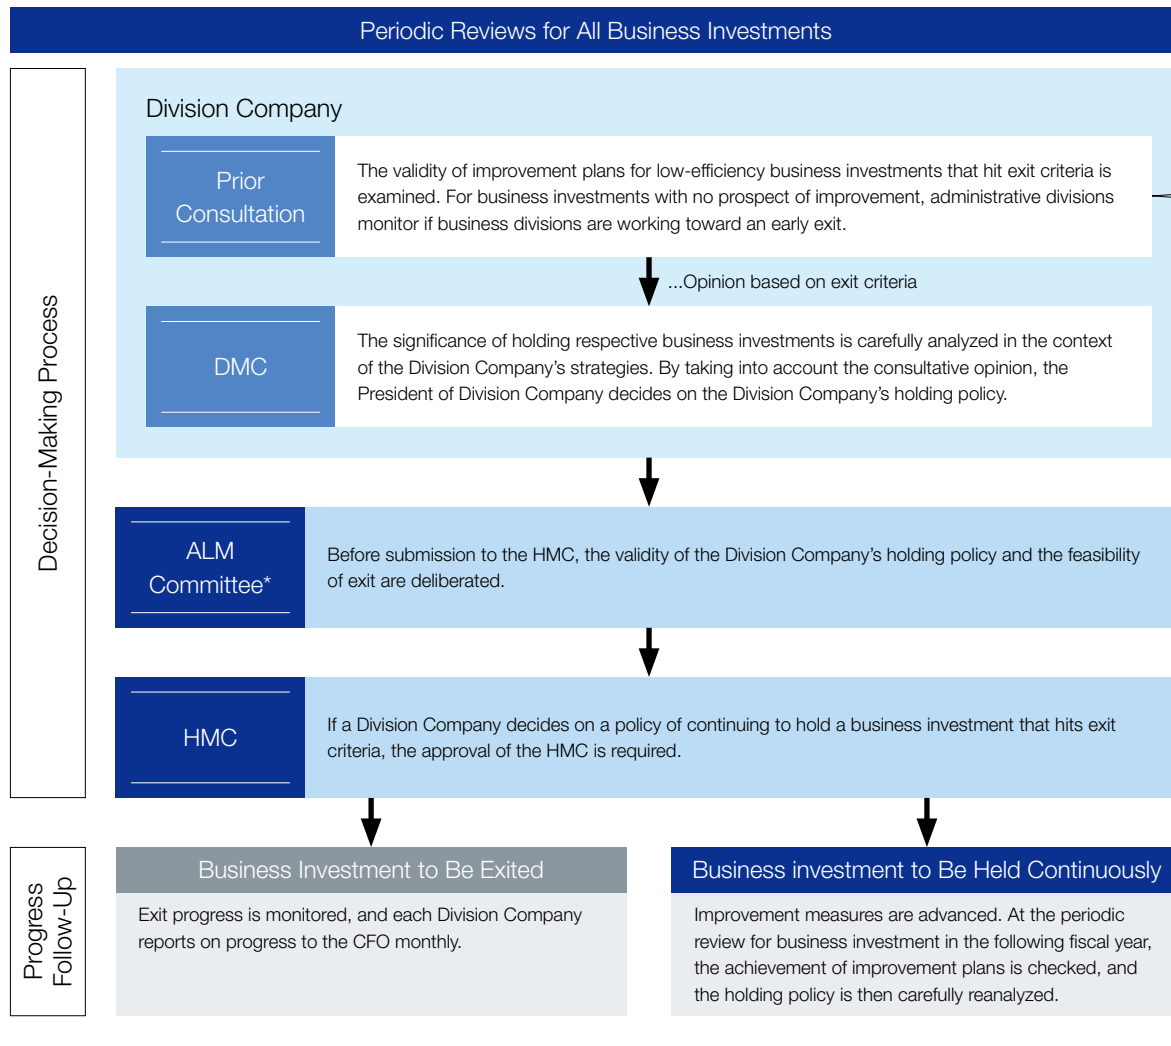 Periodic Reviews for All Business Investments
Decision-Making Process
Division Company
Prior
Consultation
The validity of improvement plans for low-efficiency business investments that hit exit criteria is
examined. For business investments with no prospect of improvement, administrative divisions
monitor if business divisions are working toward an early exit.
...Opinion based on exit criteria
DMC
The significance of holding respective business investments is carefully analyzed in the context
of the Division Company’s strategies. By taking into account the consultative opinion, the
President of Division Company decides on the Division Company’s holding policy.
ALM
Committee*
Before submission to the HMC, the validity of the Division Company’s holding policy and the feasibility
of exit are deliberated.
HMC
If a Division Company decides on a policy of continuing to hold a business investment that hits exit
criteria, the approval of the HMC is required.
Progress
Follow-Up
Business Investment to Be Exited
Exit progress is monitored, and each Division Company
reports on progress to the CFO monthly.
Business investment to Be Held Continuously
Improvement measures are advanced. At the periodic
review for business investment in the following fiscal year,
the achievement of improvement plans is checked, and
the holding policy is then carefully reanalyzed.